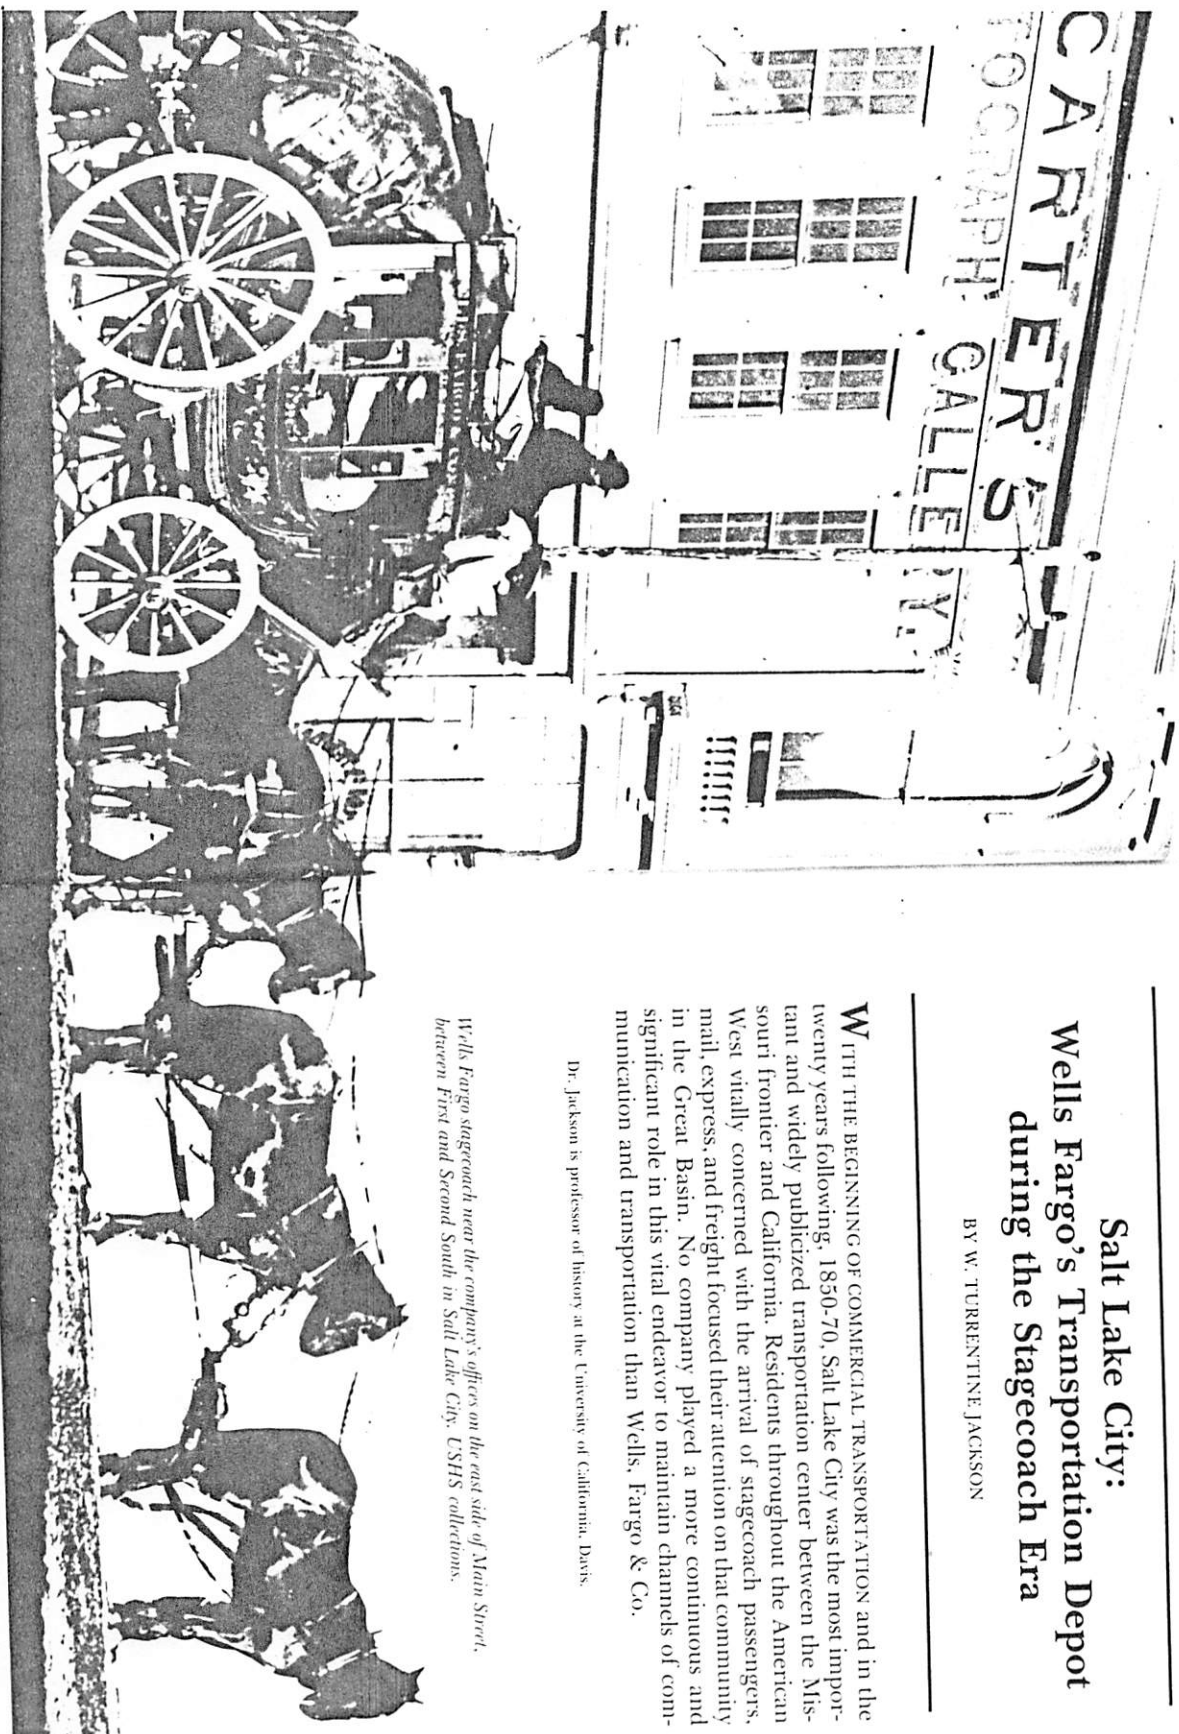 CARTER'S
TOGRAPH. GALLERY.
LLS, FARGO & CO
Salt Lake City:
Wells Fargo's Transportation Depot
during the Stagecoach Era
BY W. TURRENTINE JACKSON
WITH THE BEGINNING OF COMMERCIAL TRANSPORTATION and in the
twenty years following, 1850-70, Salt Lake City was the most impor-
tant and widely publicized transportation center between the Mis-
souri frontier and California. Residents throughout the American
West vitally concerned with the arrival of stagecoach passengers,
mail, express, and freight focused their attention on that community
in the Great Basin. No company played a more continuous and
significant role in this vital endeavor to maintain channels of com-
munication and transportation than Wells, Fargo & Co.
Dr. Jackson is professor of history at the University of California, Davis.
Wells Fargo stagecoach near the company's offices on the east side of Main Street,
between First and Second South in Salt Lake City. USHS collections.